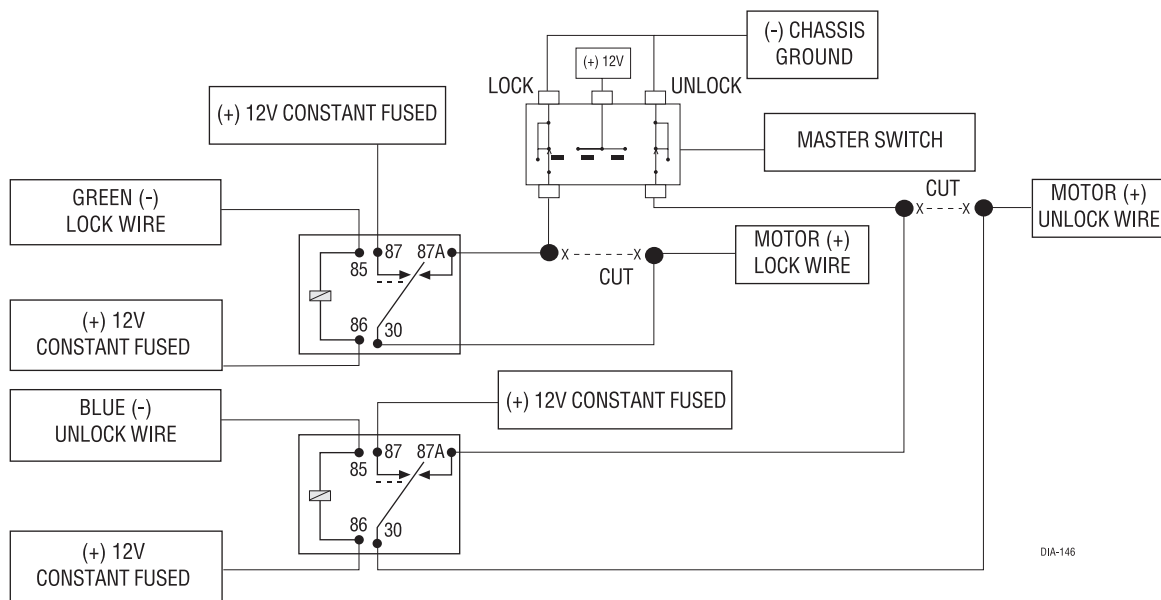 (-) CHASSIS
GROUND
(+) 12V
LOCK
UNLOCK
(+) 12V CONSTANT FUSED
MASTER SWITCH
GREEN (-)
LOCK WIRE
CUT
MOTOR (+)
UNLOCK WIRE
X
X
87
87A
85
X
X
CUT
MOTOR (+)
LOCK WIRE
(+) 12V
CONSTANT FUSED
86
30
BLUE (-)
UNLOCK WIRE
(+) 12V CONSTANT FUSED
87
87A
85
86
30
(+) 12V
CONSTANT FUSED
DIA-146